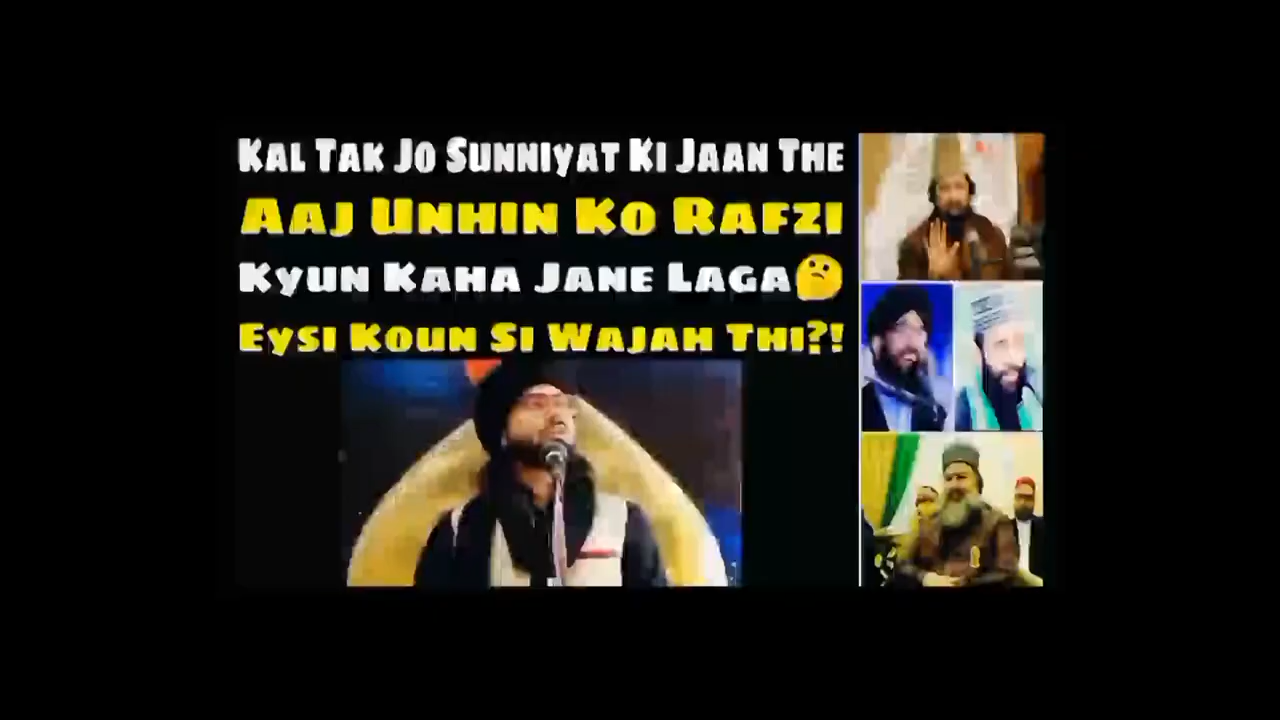 Kal Tak Jo Sunniyat Ki Jaan The
Aaj Unhin Ko Rafzi
Kyun Kaha Jane Laga🤔
Eysi Koun Si Wajah Thi?!